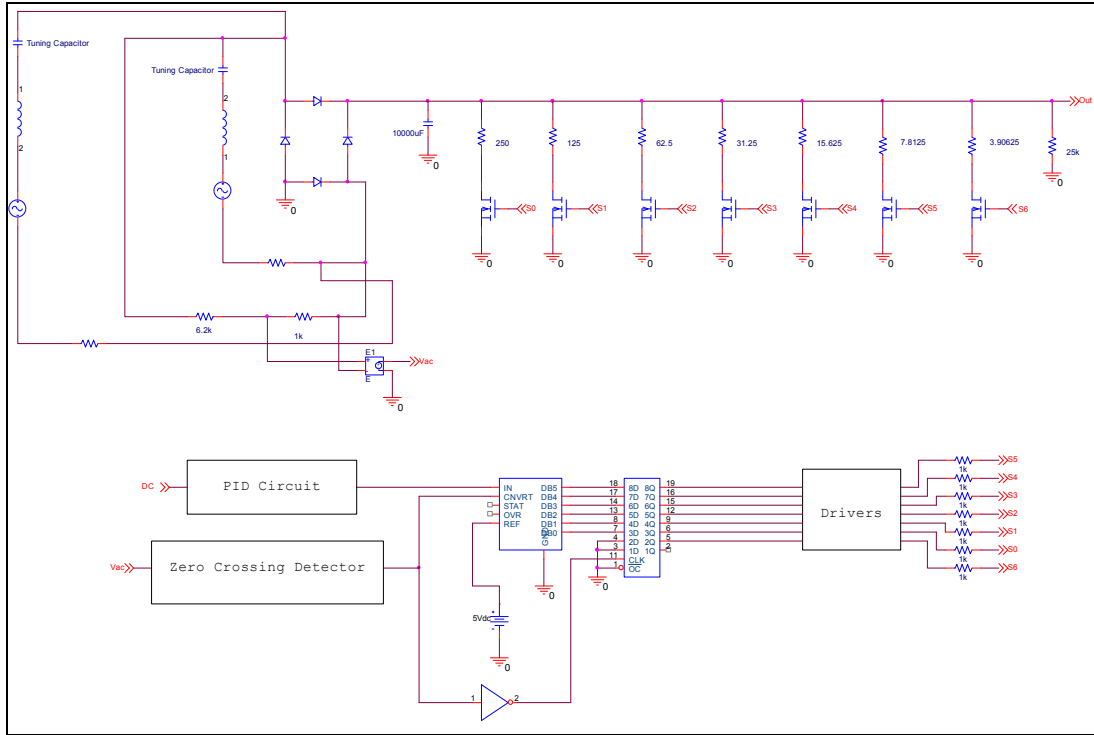 Tuning Capacitor
Tuning Capacitor
1
2
2
1
Out
10000uF
250
125
62.5
31.25
15.625
7.8125
3.90625
25k
S0
S1
S2
S3
S4
S5
S6
0
0
0
0
0
0
0
0
0
0
6.2k
1k
E1
+
-
E
Vac
0
DC
PID Circuit
IN
CNVRT
STAT
OVR
REF
DB5
DB4
DB3
DB2
DB1
DB0
GND
18
17
14
13
8
7
4
3
11
1
8D 8Q
7D 7Q
6D 6Q
5D 5Q
4D 4Q
3D 3Q
2D 2Q
1D 1Q
CLK
OC
19
16
15
12
9
6
5
2
Drivers
1k
1k
1k
1k
1k
1k
1k
S5
S4
S3
S2
S1
S0
S6
Vac
Zero Crossing Detector
0
0
5Vdc
0
1
2